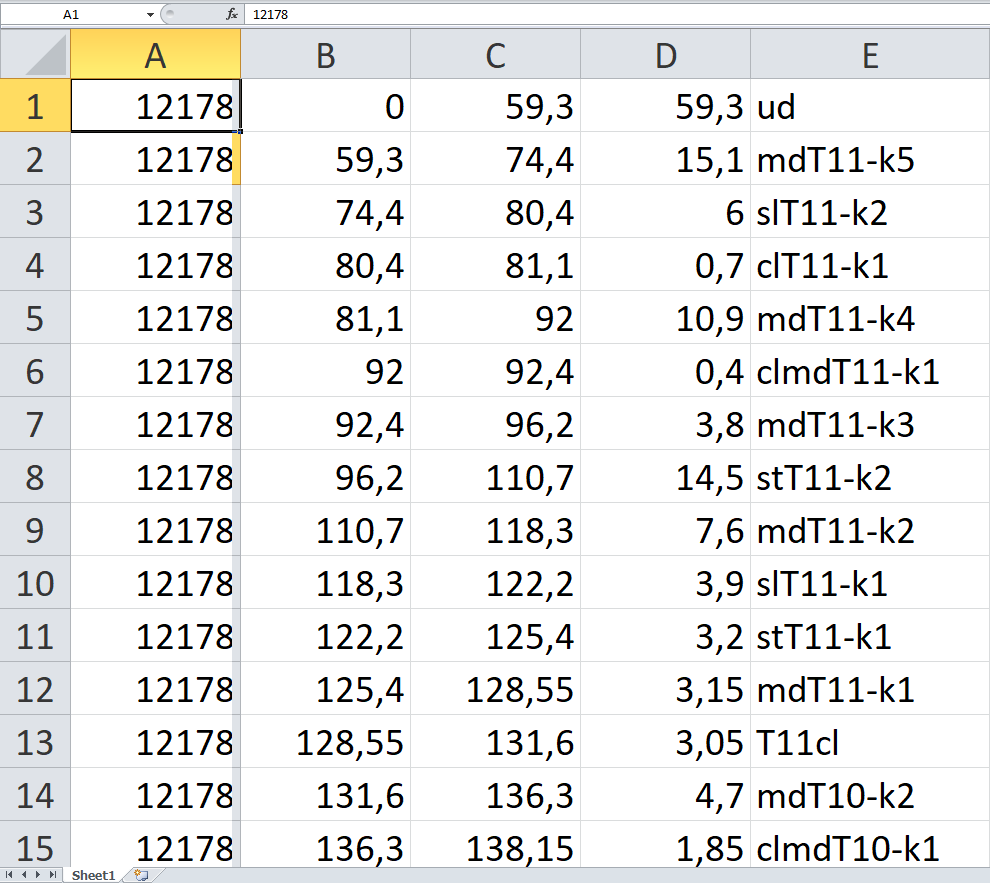 A1 fx 12178
A B C D E
1 12178 0 59,3 59,3 ud
2 12178 59,3 74,4 15,1 mdT11-k5
3 12178 74,4 80,4 6 slT11-k2
4 12178 80,4 81,1 0,7 clT11-k1
5 12178 81,1 92 10,9 mdT11-k4
6 12178 92 92,4 0,4 clmdT11-k1
7 12178 92,4 96,2 3,8 mdT11-k3
8 12178 96,2 110,7 14,5 stT11-k2
9 12178 110,7 118,3 7,6 mdT11-k2
10 12178 118,3 122,2 3,9 slT11-k1
11 12178 122,2 125,4 3,2 stT11-k1
12 12178 125,4 128,55 3,15 mdT11-k1
13 12178 128,55 131,6 3,05 T11cl
14 12178 131,6 136,3 4,7 mdT10-k2
15 12178 136,3 138,15 1,85 clmdT10-k1
Sheet1